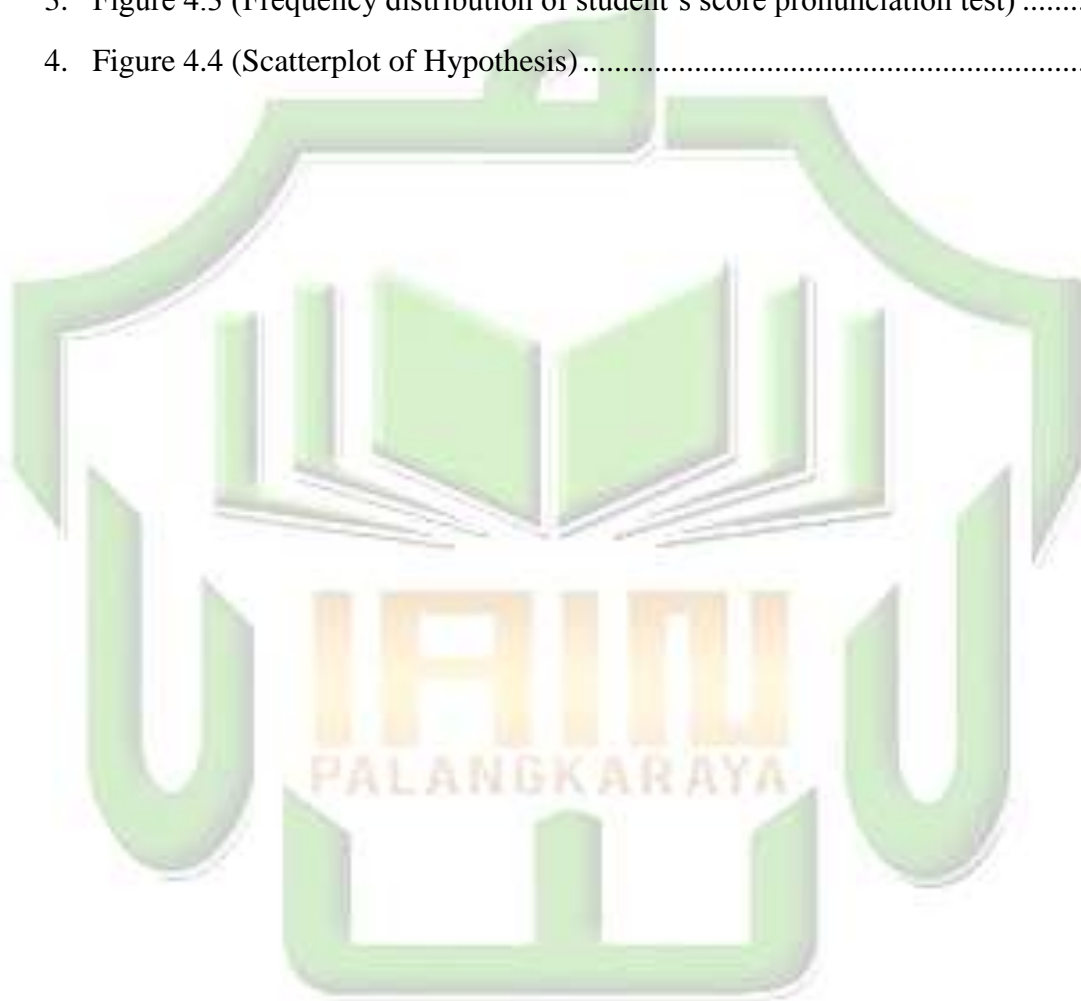 3. Figure 4.3 (Frequency distribution of student's score pronunciation test) ........
4. Figure 4.4 (Scatterplot of Hypothesis) ................................................................
IAIN
PALANGKARAYA